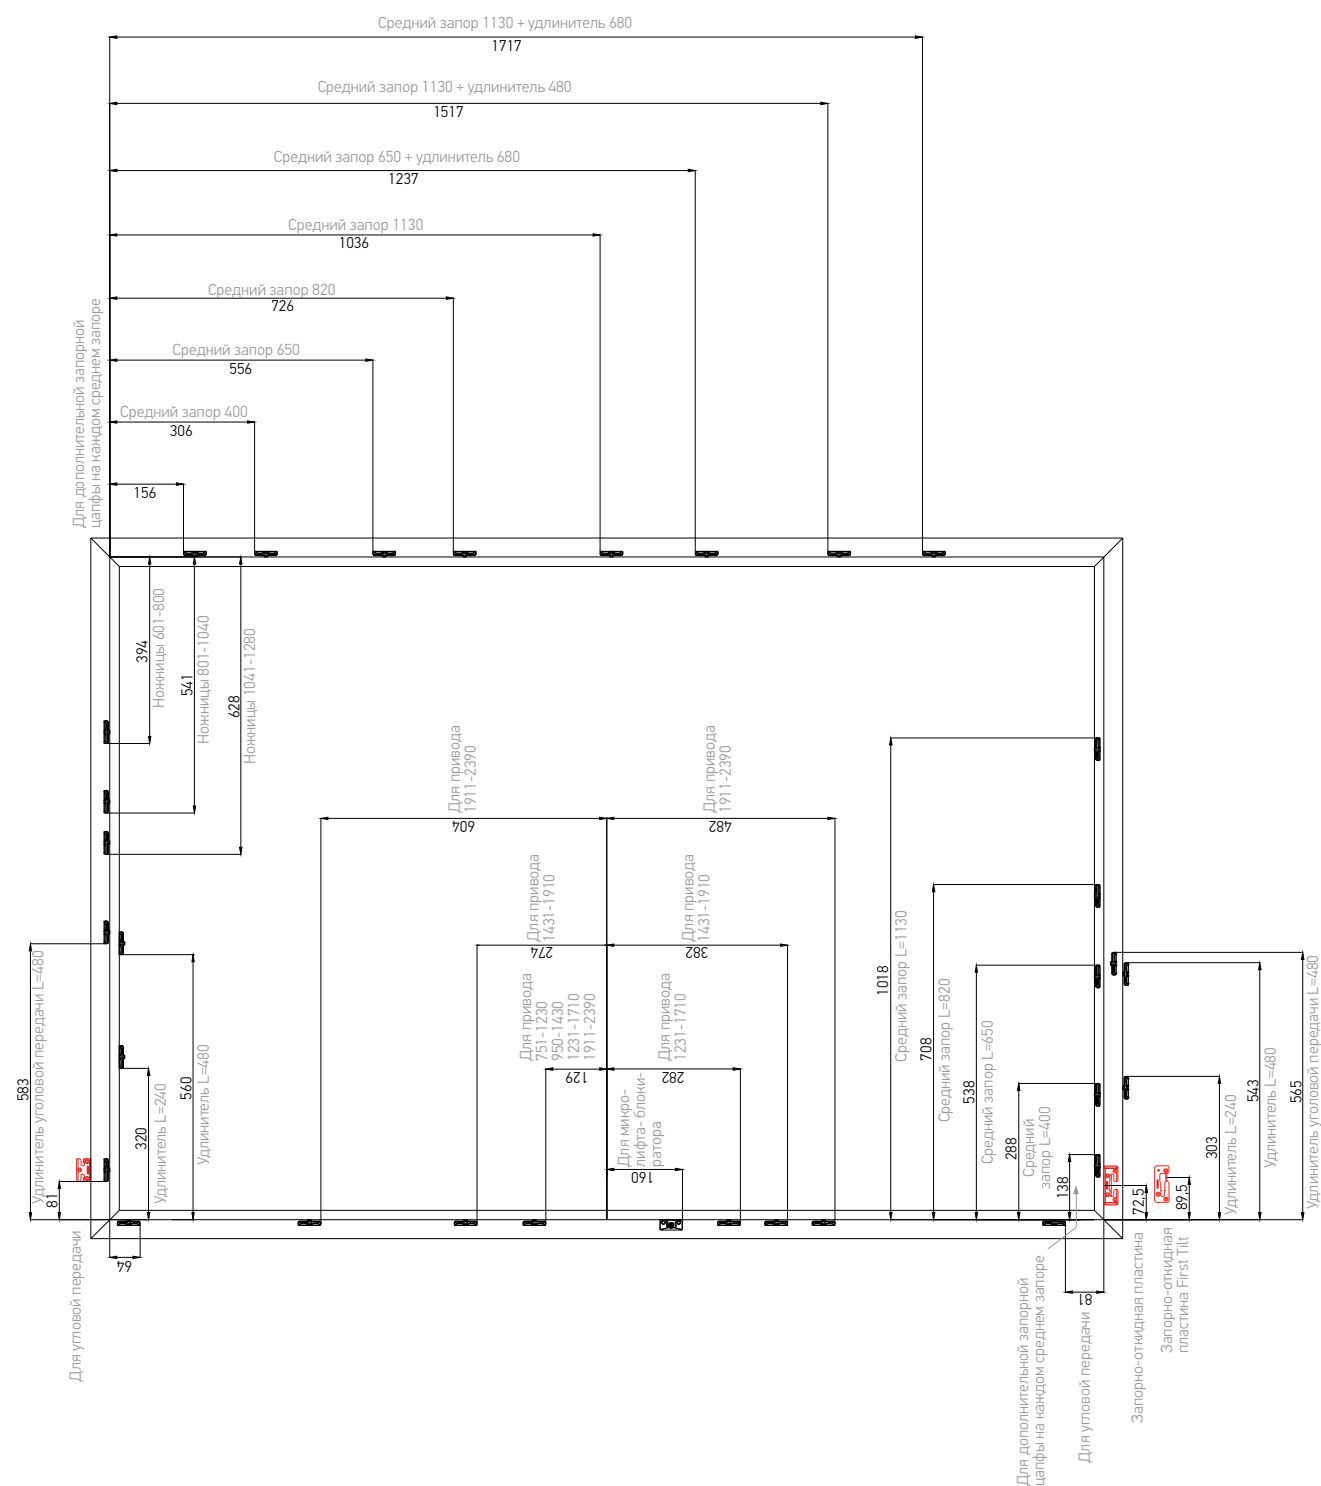 Средний запор 1130 + удлинитель 680
1717
Средний запор 1130 + удлинитель 480
1517
Средний запор 650 + удлинитель 680
1237
Средний запор 1130
1036
Средний запор 820
726
Средний запор 650
556
Средний запор 400
306
Для дополнительной запорной
цапфы на каждом среднем запоре
156
394
Ножницы 601-800
541
Ножницы 801-1040
628
Ножницы 1041-1280
Для привода
1911-2390
604
Для привода
1911-2390
482
Для привода
1431-1910
274
Для привода
1431-1910
382
Для привода
751-1230
950-1430
1231-1710
1911-2390
129
Для привода
1231-1710
282
Для микро-
лифта- блоки-
ратора
160
583
Удлинитель угловой передачи L=480
81
320
Удлинитель L=240
560
Удлинитель L=480
64
Для угловой передачи
1018
Средний запор L=1130
708
Средний запор L=820
538
Средний запор L=650
288
Средний
запор L=400
138
Для дополнительной запорной
цапфы на каждом среднем запоре
81
Для угловой передачи
72,5
Запорно-откидная пластина
89,5
Запорно-откидная
пластина First Tilt
303
Удлинитель L=240
543
Удлинитель L=480
565
Удлинитель угловой передачи L=480